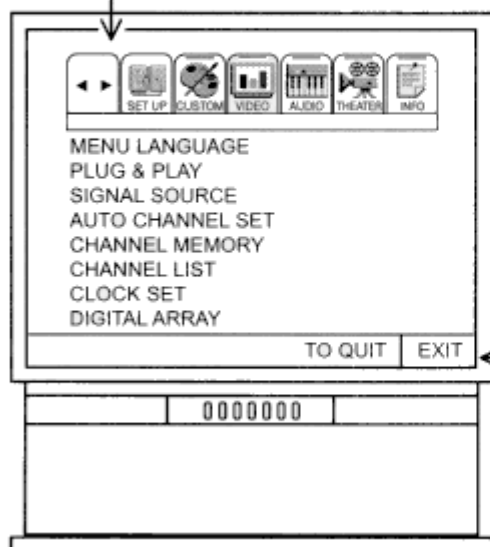 SET UP CUSTOM VIDEO AUDIO THEATER INFO
MENU LANGUAGE
PLUG & PLAY
SIGNAL SOURCE
AUTO CHANNEL SET
CHANNEL MEMORY
CHANNEL LIST
CLOCK SET
DIGITAL ARRAY
TO QUIT EXIT
0000000